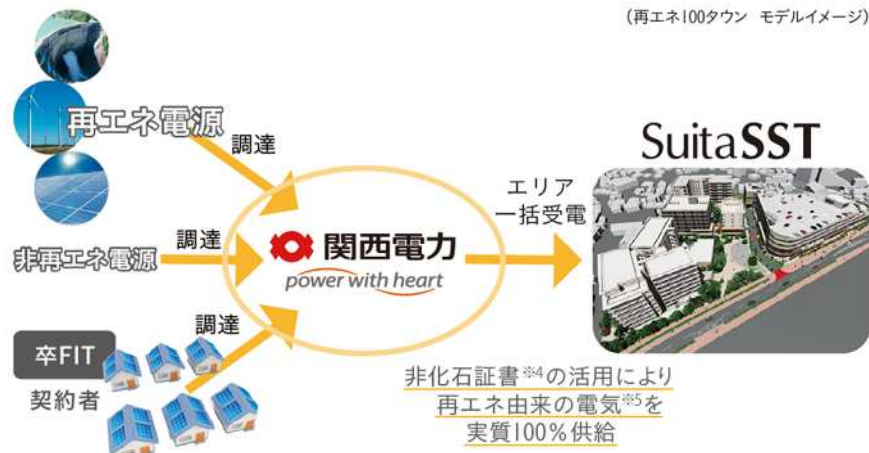 (再エネ100タウン モデルイメージ)
再エネ電源
調達
SuitaSST
エリア
一括受電
非再エネ電源
調達
関西電力
power with heart
調達
卒FIT
契約者
非化石証書※4の活用により
再エネ由来の電気※5を
実質100%供給